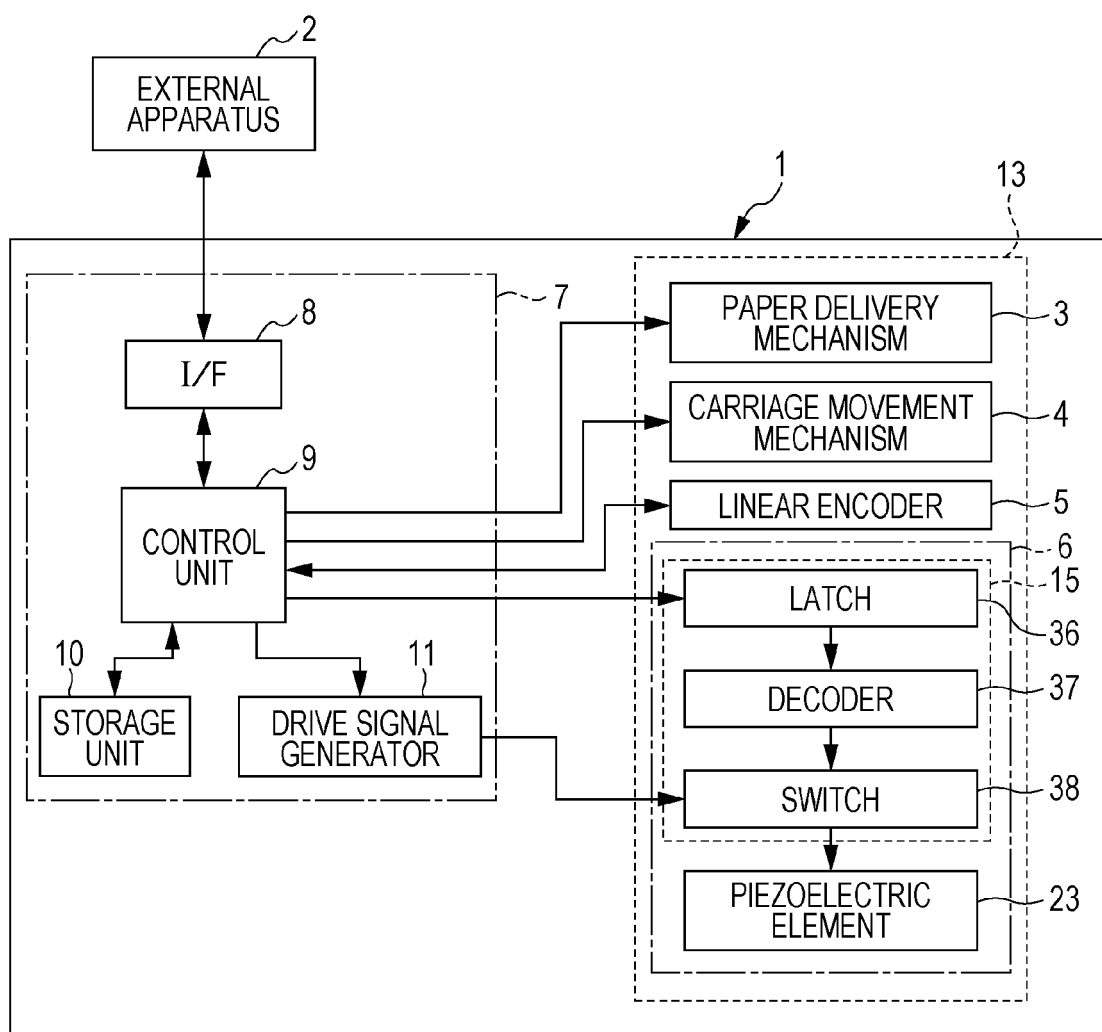 2
EXTERNAL
APPARATUS
1
13
7
8
I/F
PAPER DELIVERY
MECHANISM
3
CARRIAGE MOVEMENT
MECHANISM
4
9
CONTROL
UNIT
LINEAR ENCODER
5
6
15
LATCH
36
10
STORAGE
UNIT
11
DRIVE SIGNAL
GENERATOR
DECODER
37
SWITCH
38
PIEZOELECTRIC
ELEMENT
23